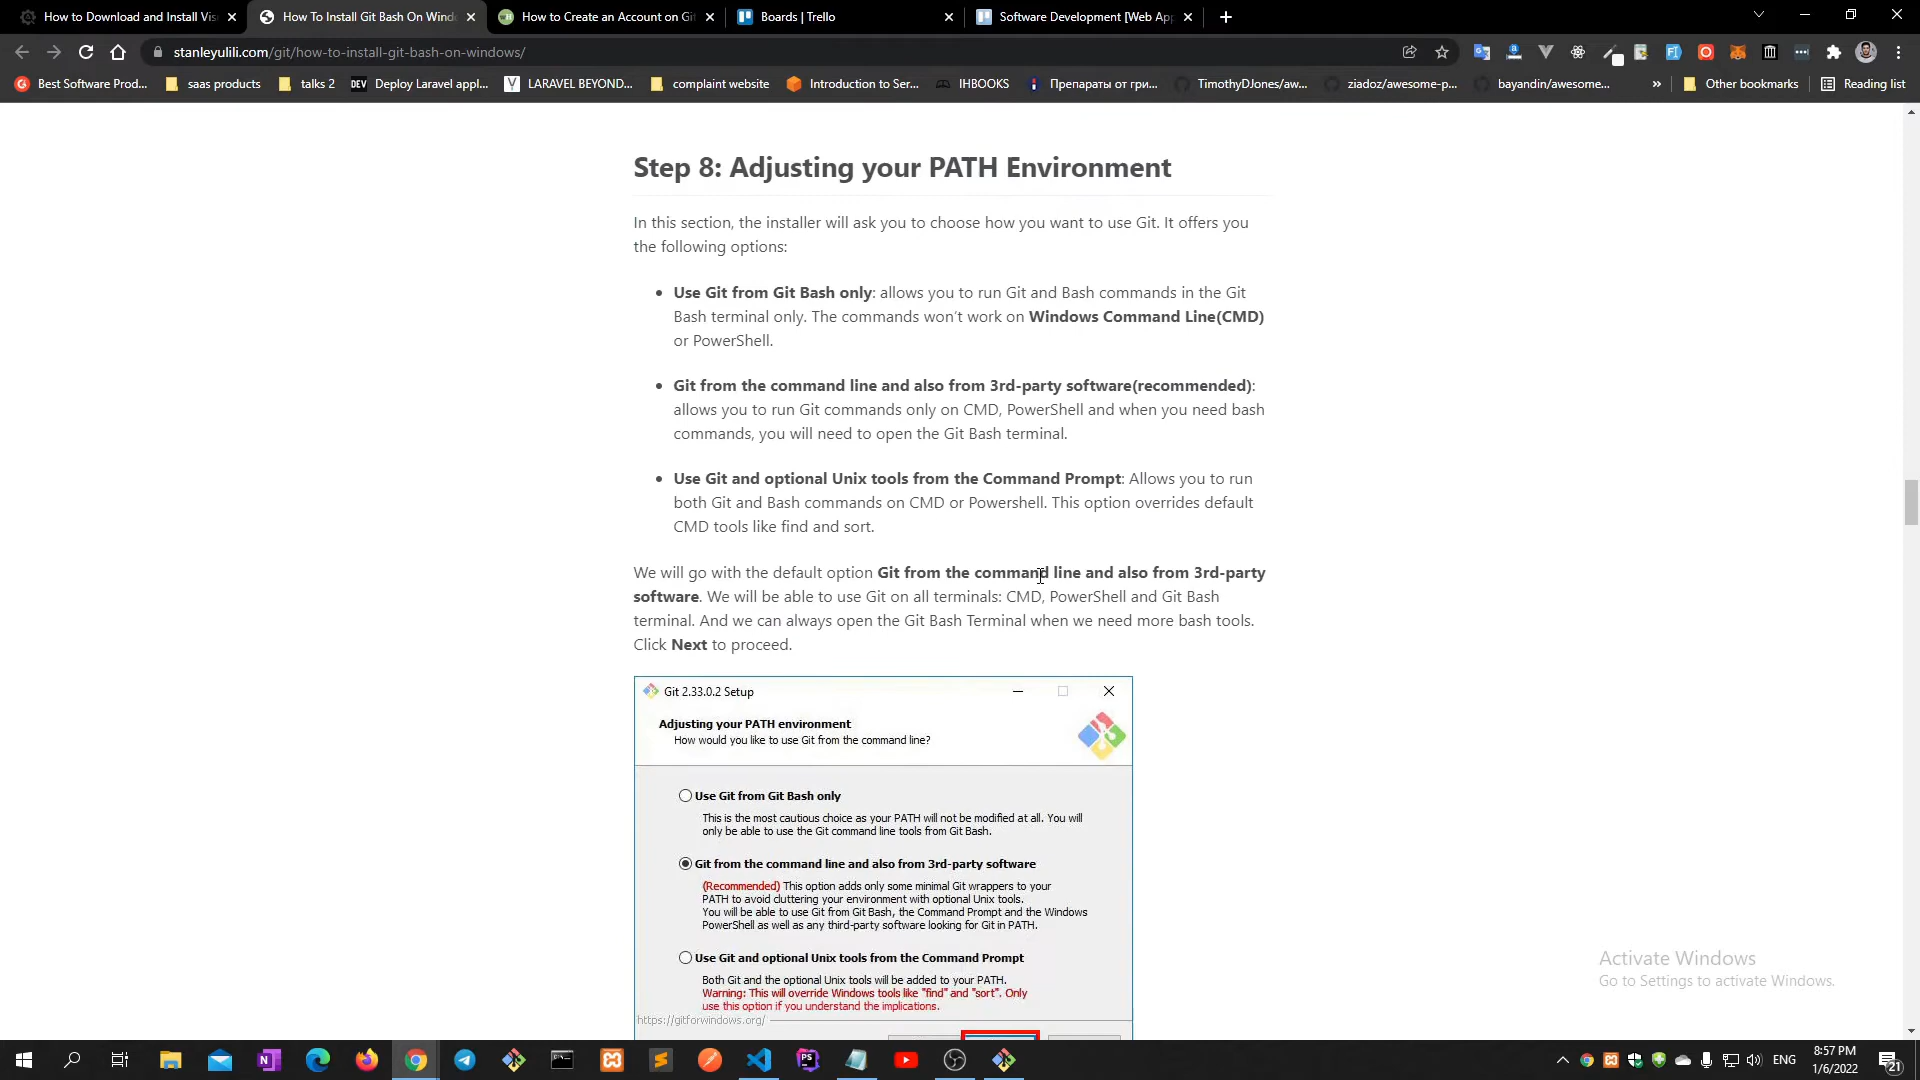 How to Download and Install Vis
How To Install Git Bash On Wind
How to Create an Account on Git
Boards | Trello
Software Development [Web App
stanleyulili.com/git/how-to-install-git-bash-on-windows/
Best Software Prod...
saas products
talks 2
DEV Deploy Laravel appl...
LARAVEL BEYOND...
complaint website
Introduction to Ser...
IHBOOKS
Препараты от гри...
TimothyDJones/aw...
ziadoz/awesome-p...
bayandin/awesome...
»
Other bookmarks
Reading list
Step 8: Adjusting your PATH Environment
In this section, the installer will ask you to choose how you want to use Git. It offers you
the following options:
• Use Git from Git Bash only: allows you to run Git and Bash commands in the Git
Bash terminal only. The commands won't work on Windows Command Line(CMD)
or PowerShell.
• Git from the command line and also from 3rd-party software(recommended):
allows you to run Git commands only on CMD, PowerShell and when you need bash
commands, you will need to open the Git Bash terminal.
• Use Git and optional Unix tools from the Command Prompt: Allows you to run
both Git and Bash commands on CMD or Powershell. This option overrides default
CMD tools like find and sort.
We will go with the default option Git from the command line and also from 3rd-party
software. We will be able to use Git on all terminals: CMD, PowerShell and Git Bash
terminal. And we can always open the Git Bash Terminal when we need more bash tools.
Click Next to proceed.
Git 2.33.0.2 Setup
Adjusting your PATH environment
How would you like to use Git from the command line?
Use Git from Git Bash only
This is the most cautious choice as your PATH will not be modified at all. You will
only be able to use the Git command line tools from Git Bash.
Git from the command line and also from 3rd-party software
(Recommended) This option adds only some minimal Git wrappers to your
PATH to avoid cluttering your environment with optional Unix tools.
You will be able to use Git from Git Bash, the Command Prompt and the Windows
PowerShell as well as any third-party software looking for Git in PATH.
Use Git and optional Unix tools from the Command Prompt
Both Git and the optional Unix tools will be added to your PATH.
Warning: This will override Windows tools like "find" and "sort". Only
use this option if you understand the implications.
https://gitforwindows.org/
Activate Windows
Go to Settings to activate Windows.
ENG
8:57 PM
1/6/2022
21